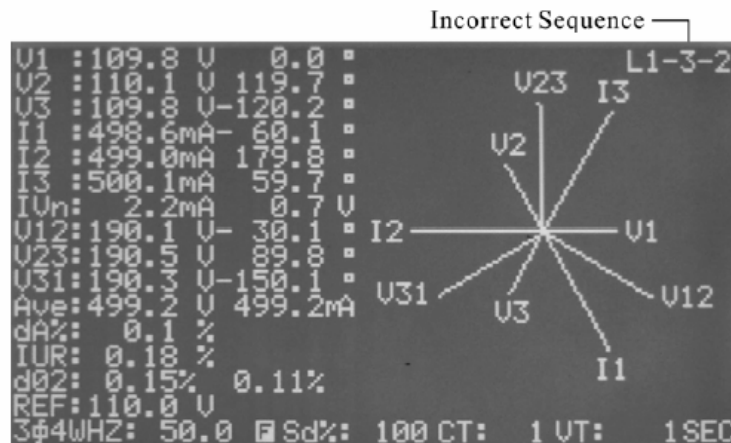 Incorrect Sequence
V1 :109.8 V 0.0 °
V2 :110.1 V 119.7 °
V3 :109.8 V-120.2 °
I1 :498.6mA- 60.1 °
I2 :499.0mA 179.8 °
I3 :500.1mA 59.7 °
IVn: 2.2mA 0.7 V
V12:190.1 V- 30.1 °
V23:190.5 V 89.8 °
V31:190.3 V-150.1 °
Ave:499.2 V 499.2mA
dA%: 0.1 %
IUR: 0.18 %
d02: 0.15% 0.11%
REF:110.0 V
3ϕ4WHZ: 50.0 F Sd%: 100 CT: 1 VT: 1SEC
L1-3-2
V23
I3
V2
I2
V1
V31
V3
V12
I1